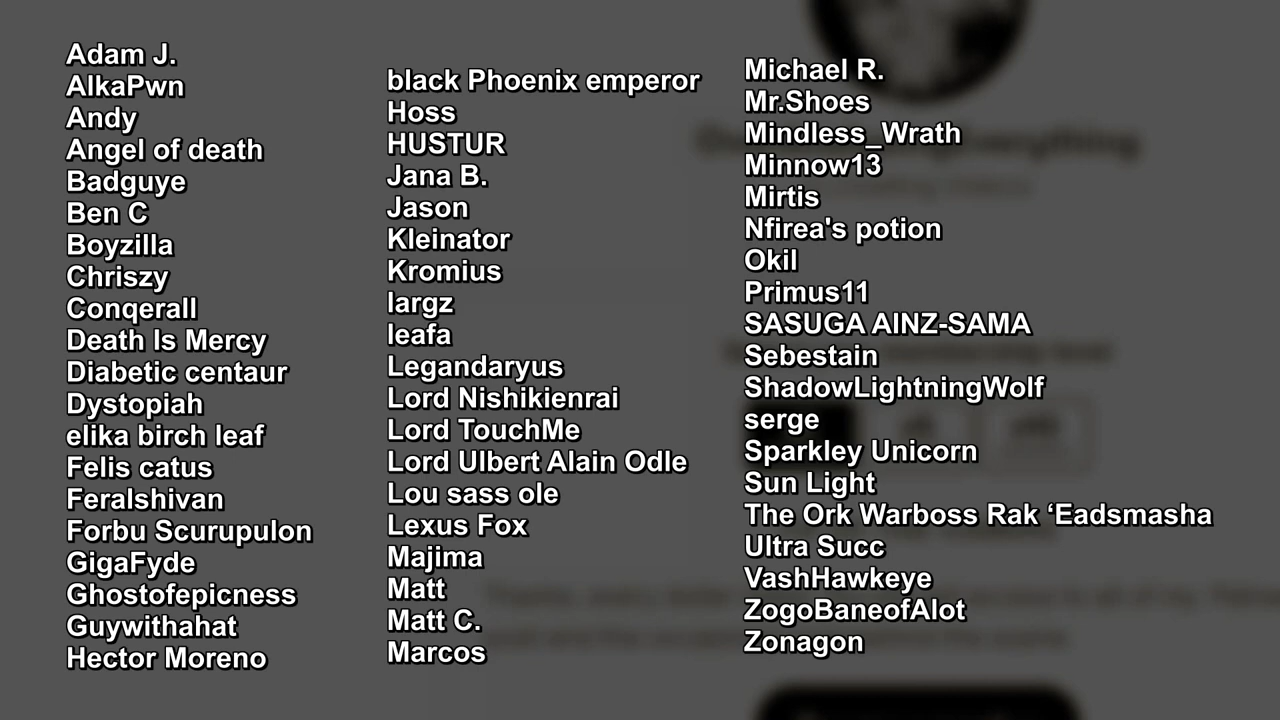 Adam J.
AlkaPwn
Andy
Angel of death
Badguye
Ben C
Boyzilla
Chriszy
Conqerall
Death Is Mercy
Diabetic centaur
Dystopiah
elika birch leaf
Felis catus
Feralshivan
Forbu Scurupulon
GigaFyde
Ghostofepicness
Guywithahat
Hector Moreno
black Phoenix emperor
Hoss
HUSTUR
Jana B.
Jason
Kleinator
Kromius
largz
leafa
Legandaryus
Lord Nishikienrai
Lord TouchMe
Lord Ulbert Alain Odle
Lou sass ole
Lexus Fox
Majima
Matt
Matt C.
Marcos
Michael R.
Mr.Shoes
Mindless_Wrath
Minnow13
Mirtis
Nfirea's potion
Okil
Primus11
SASUGA AINZ-SAMA
Sebestain
ShadowLightningWolf
serge
Sparkley Unicorn
Sun Light
The Ork Warboss Rak ‘Eadsmasha
Ultra Succ
VashHawkeye
ZogoBaneofAlot
Zonagon